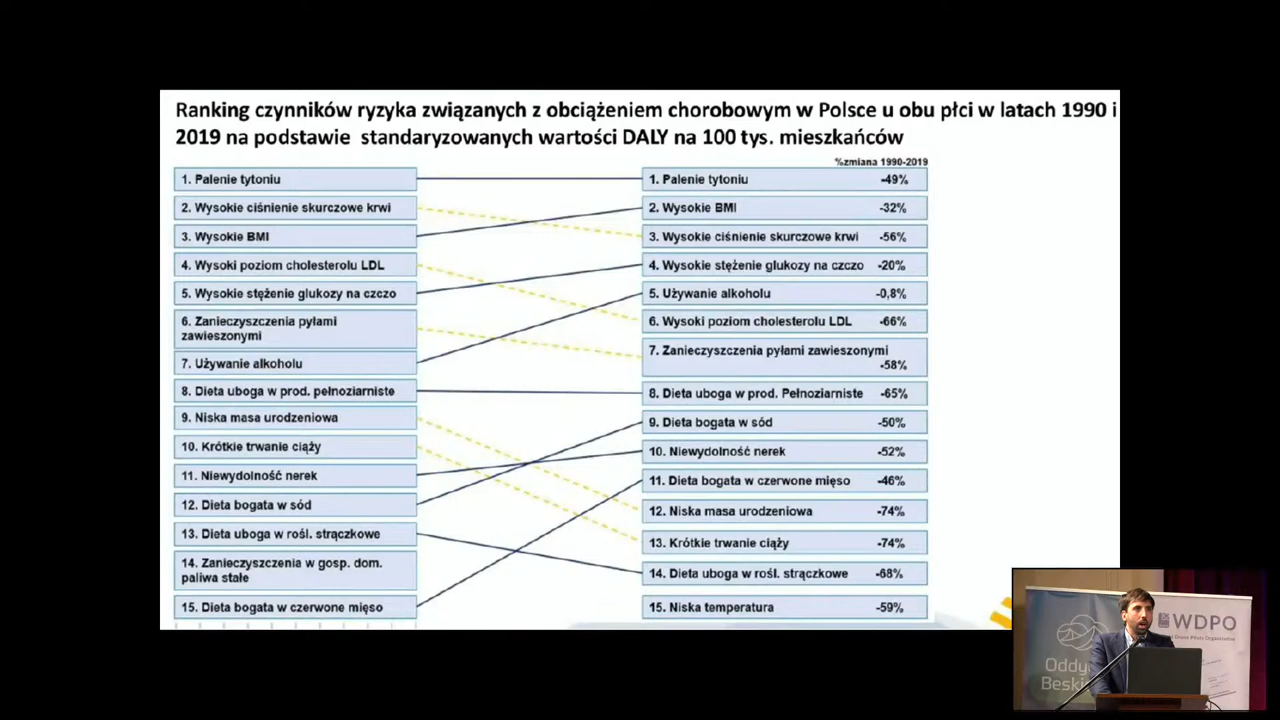 Ranking czynników ryzyka związanych z obciążeniem chorobowym w Polsce u obu płci w latach 1990 i
2019 na podstawie standaryzowanych wartości DALY na 100 tys. mieszkańców
%zmiana 1990-2019
1. Palenie tytoniu
2. Wysokie ciśnienie skurczowe krwi
3. Wysokie BMI
4. Wysoki poziom cholesterolu LDL
5. Wysokie stężenie glukozy na czczo
6. Zanieczyszczenia pyłami
zawieszonymi
7. Używanie alkoholu
8. Dieta uboga w prod. pełnoziarniste
9. Niska masa urodzeniowa
10. Krótkie trwanie ciąży
11. Niewydolność nerek
12. Dieta bogata w sód
13. Dieta uboga w rośl. strączkowe
14. Zanieczyszczenia w gosp. dom.
paliwa stałe
15. Dieta bogata w czerwone mięso
1. Palenie tytoniu -49%
2. Wysokie BMI -32%
3. Wysokie ciśnienie skurczowe krwi -56%
4. Wysokie stężenie glukozy na czczo -20%
5. Używanie alkoholu -0,8%
6. Wysoki poziom cholesterolu LDL -66%
7. Zanieczyszczenia pyłami zawieszonymi
-58%
8. Dieta uboga w prod. Pełnoziarniste -65%
9. Dieta bogata w sód -50%
10. Niewydolność nerek -52%
11. Dieta bogata w czerwone mięso -46%
12. Niska masa urodzeniowa -74%
13. Krótkie trwanie ciąży -74%
14. Dieta uboga w rośl. strączkowe -68%
15. Niska temperatura -59%
WDPO
Drone Pilots Organization